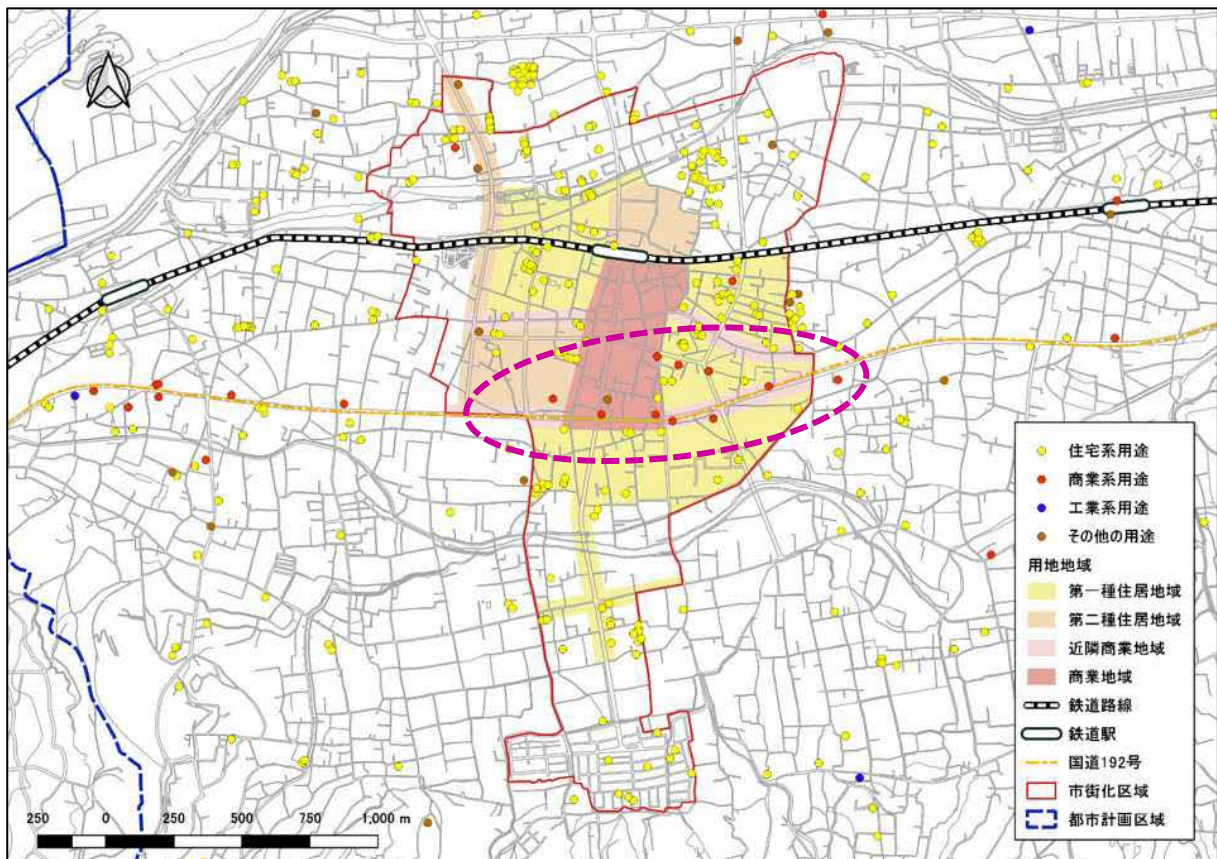 住宅系用途
商業系用途
工業系用途
その他の用途
用地地域
第一種住居地域
第二種住居地域
近隣商業地域
商業地域
鉄道路線
鉄道駅
国道192号
市街化区域
都市計画区域
250 0 250 500 750 1,000 m